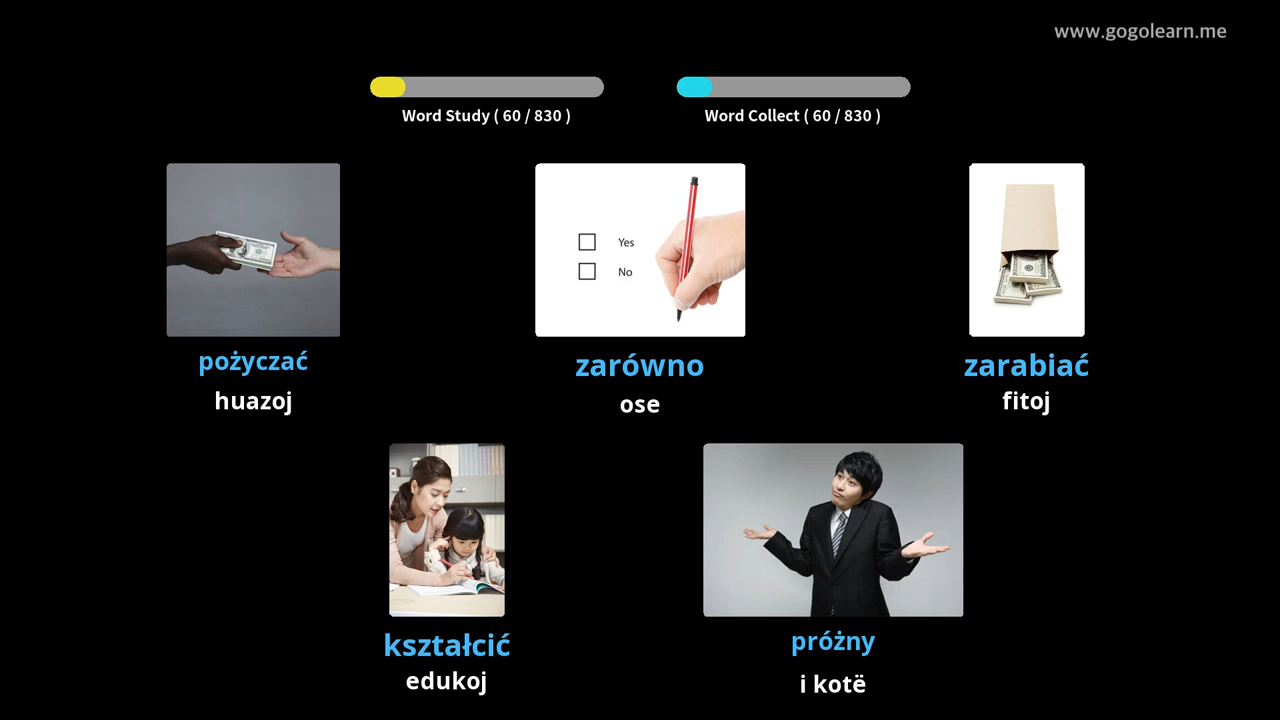 www.gogolearn.me
Word Study ( 60 / 830 )
Word Collect ( 60 / 830 )
Yes
No
pożyczać
huazoj
zarówno
ose
zarabiać
fitoj
kształcić
edukoj
próżny
i kotë